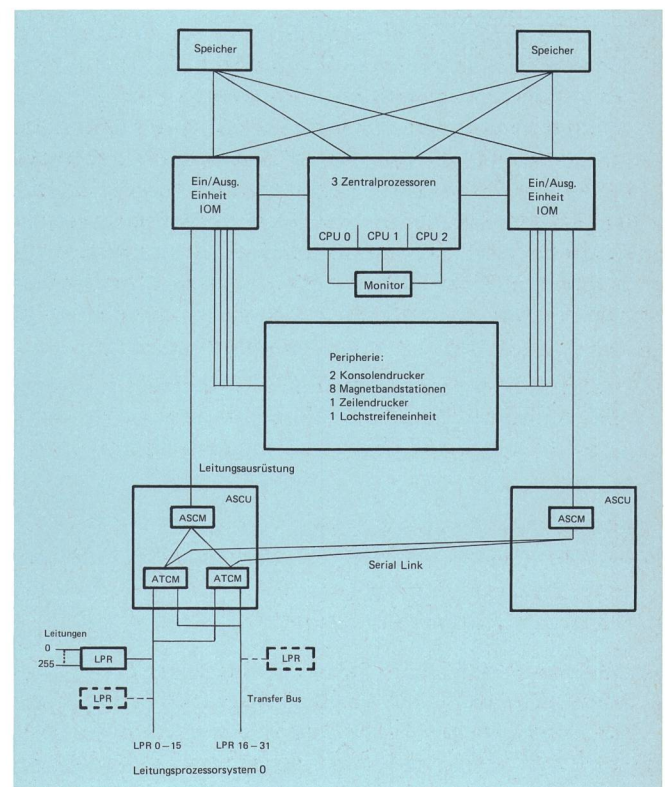 Speicher
Speicher
Ein/Ausg.
Einheit
IOM
3 Zentralprozessoren
CPU 0 CPU 1 CPU 2
Ein/Ausg.
Einheit
IOM
Monitor
Peripherie:
2 Konsolendrucker
8 Magnetbandstationen
1 Zeilendrucker
1 Lochstreifeneinheit
Leitungsausrüstung
ASCU
ASCM
ATCM
ATCM
ASCU
ASCM
Serial Link
Leitungen
0
255
LPR
LPR
LPR
Transfer Bus
LPR 0–15
LPR 16–31
Leitungsprozessorsystem 0